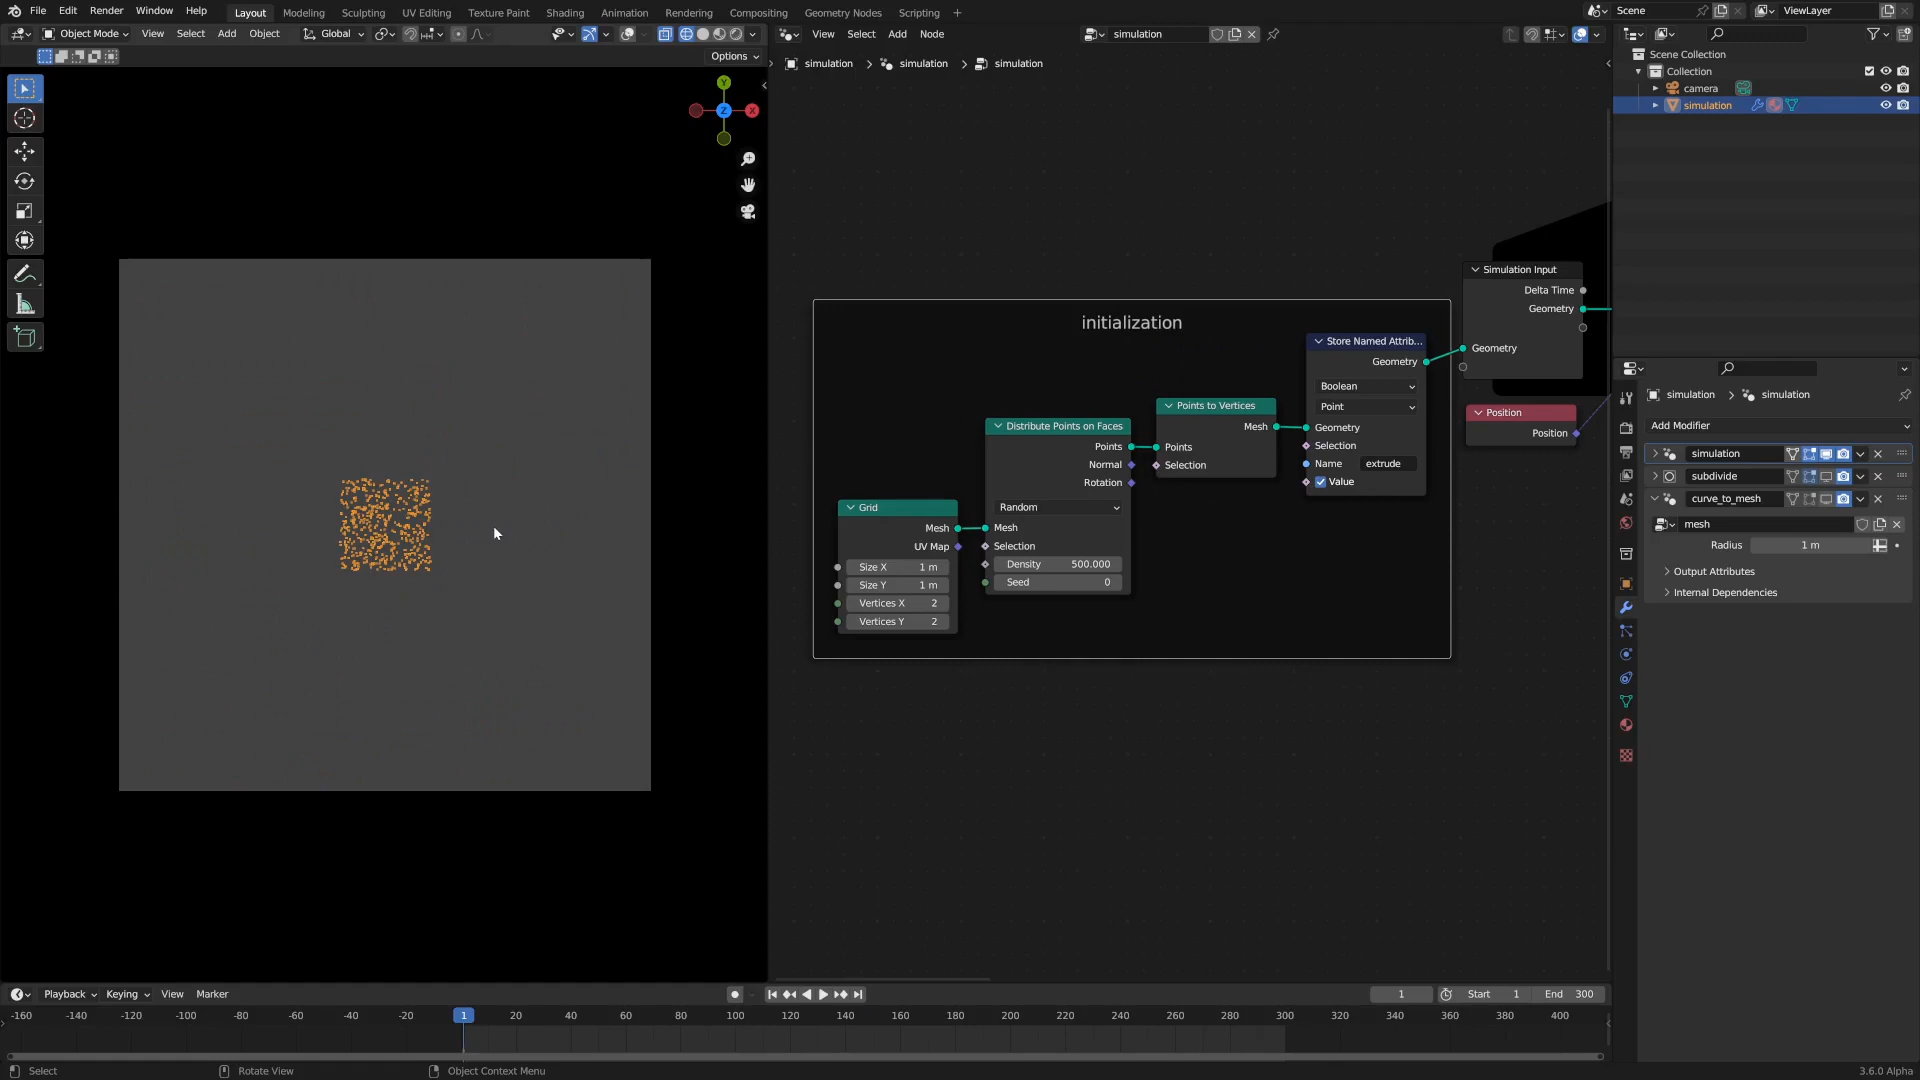 File Edit Render Window Help Layout Modeling Sculpting UV Editing Texture Paint Shading Animation Rendering Compositing Geometry Nodes Scripting + Scene ViewLayer
Object Mode View Select Add Object Global View Select Add Node simulation
Options simulation > simulation > simulation Scene Collection
Collection
camera
simulation
Y
Z X
initialization
Simulation Input
Delta Time
Geometry
Geometry
Store Named Attrib...
Geometry
Boolean
Point
Geometry
Selection
Name extrude
Value
Position
Position
Points to Vertices
Mesh
Points
Selection
Distribute Points on Faces
Points
Normal
Rotation
Random
Mesh
Selection
Density 500.000
Seed 0
Grid
Mesh
UV Map
Size X 1 m
Size Y 1 m
Vertices X 2
Vertices Y 2
simulation > simulation
Add Modifier
simulation
subdivide
curve_to_mesh
mesh
Radius 1 m
Output Attributes
Internal Dependencies
Playback Keying View Marker 1 Start 1 End 300
-160 -140 -120 -100 -80 -60 -40 -20 1 20 40 60 80 100 120 140 160 180 200 220 240 260 280 300 320 340 360 380 400
Select Rotate View Object Context Menu 3.6.0 Alpha